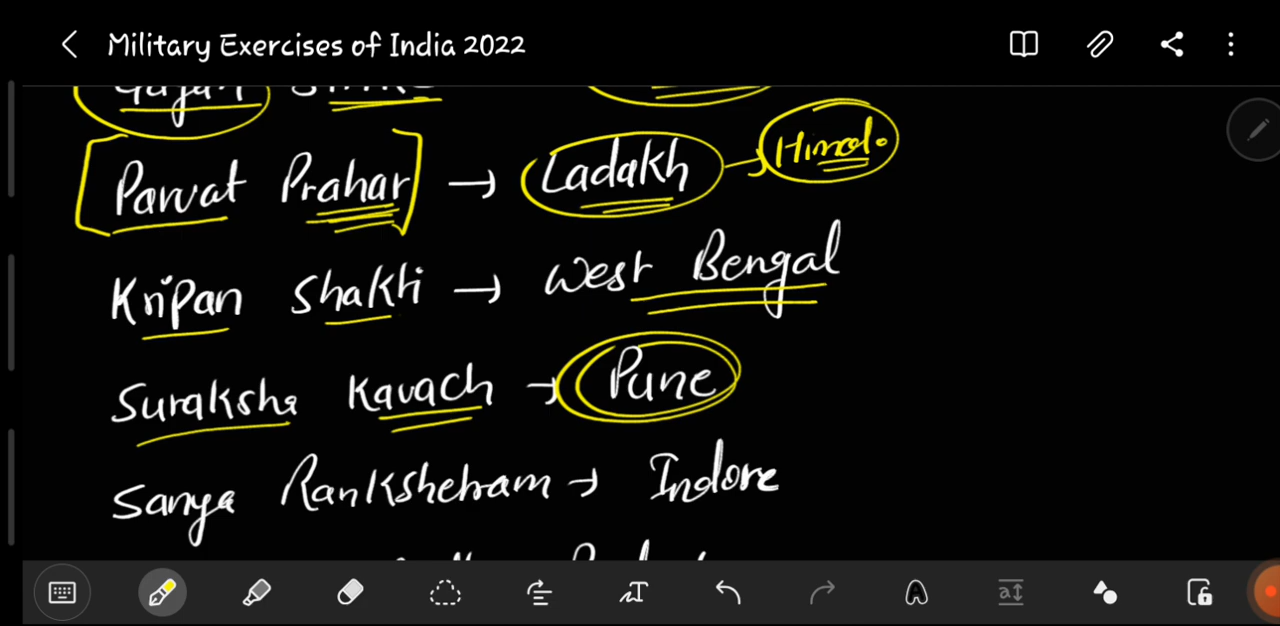 Military Exercises of India 2022
Parvat Prahar → Ladakh → Himal.
Kripan Shakti → West Bengal
Suraksha Kavach → Pune
Sanya Ranksheram → Indore